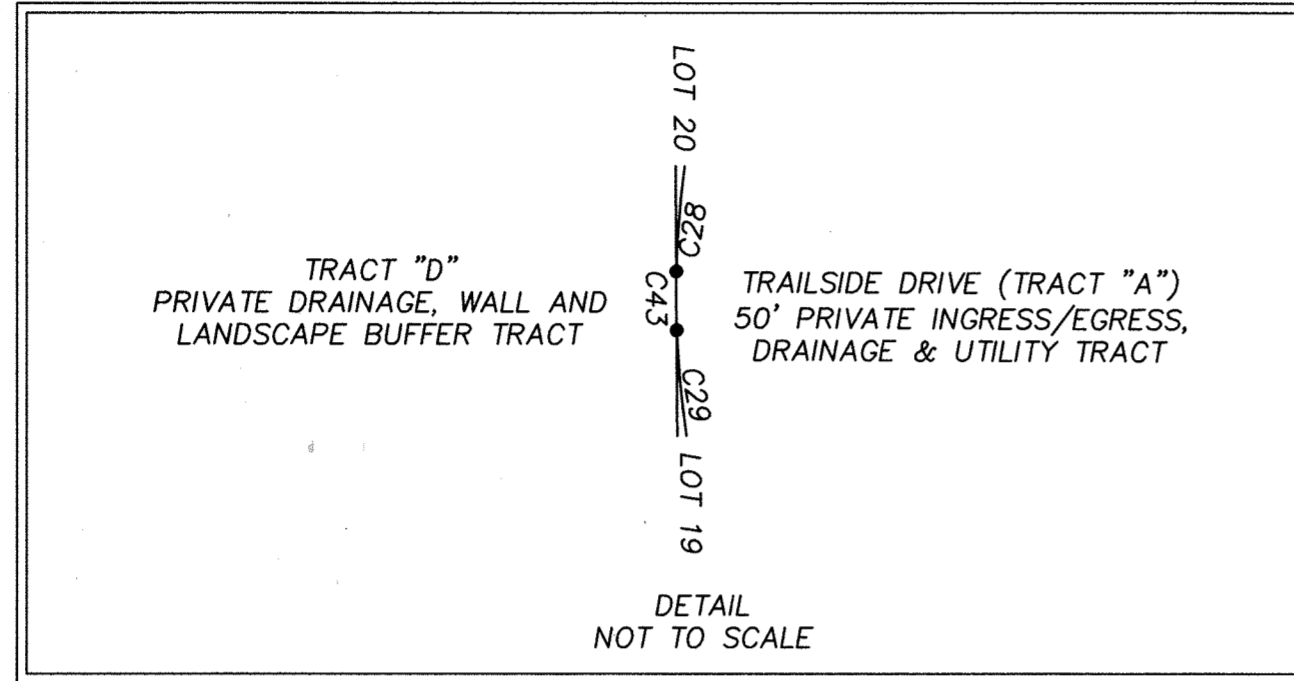 LOT 20
C28
TRACT "D"
PRIVATE DRAINAGE, WALL AND
LANDSCAPE BUFFER TRACT
C43
TRAILSIDE DRIVE (TRACT "A")
50' PRIVATE INGRESS/EGRESS,
DRAINAGE & UTILITY TRACT
C29
LOT 19
DETAIL
NOT TO SCALE